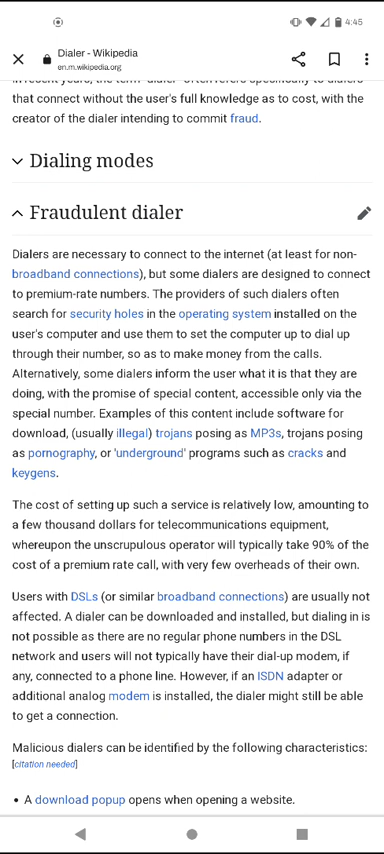 4:45
Dialer - Wikipedia
en.m.wikipedia.org
that connect without the user's full knowledge as to cost, with the
creator of the dialer intending to commit fraud.
Dialing modes
Fraudulent dialer
Dialers are necessary to connect to the internet (at least for non-
broadband connections), but some dialers are designed to connect
to premium-rate numbers. The providers of such dialers often
search for security holes in the operating system installed on the
user's computer and use them to set the computer up to dial up
through their number, so as to make money from the calls.
Alternatively, some dialers inform the user what it is that they are
doing, with the promise of special content, accessible only via the
special number. Examples of this content include software for
download, (usually illegal) trojans posing as MP3s, trojans posing
as pornography, or 'underground' programs such as cracks and
keygens.
The cost of setting up such a service is relatively low, amounting to
a few thousand dollars for telecommunications equipment,
whereupon the unscrupulous operator will typically take 90% of the
cost of a premium rate call, with very few overheads of their own.
Users with DSLs (or similar broadband connections) are usually not
affected. A dialer can be downloaded and installed, but dialing in is
not possible as there are no regular phone numbers in the DSL
network and users will not typically have their dial-up modem, if
any, connected to a phone line. However, if an ISDN adapter or
additional analog modem is installed, the dialer might still be able
to get a connection.
Malicious dialers can be identified by the following characteristics:
[citation needed]
• A download popup opens when opening a website.